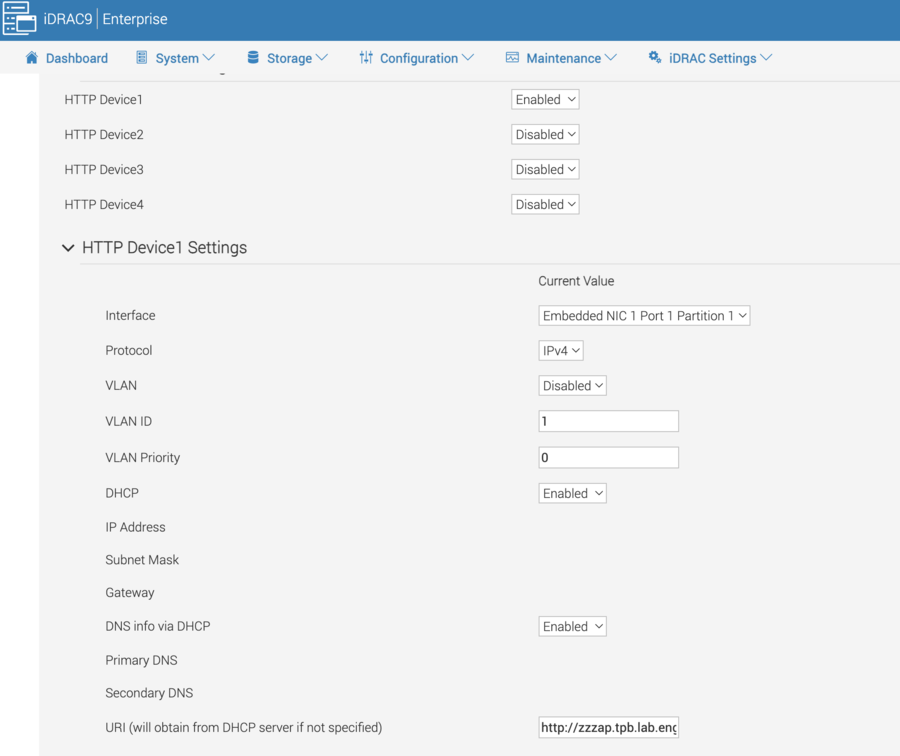 iDRAC9 | Enterprise
Dashboard System Storage Configuration Maintenance iDRAC Settings
HTTP Device1 Enabled
HTTP Device2 Disabled
HTTP Device3 Disabled
HTTP Device4 Disabled
HTTP Device1 Settings
Current Value
Interface Embedded NIC 1 Port 1 Partition 1
Protocol IPv4
VLAN Disabled
VLAN ID 1
VLAN Priority 0
DHCP Enabled
IP Address
Subnet Mask
Gateway
DNS info via DHCP Enabled
Primary DNS
Secondary DNS
URI (will obtain from DHCP server if not specified) http://zzzap.tpb.lab.eng